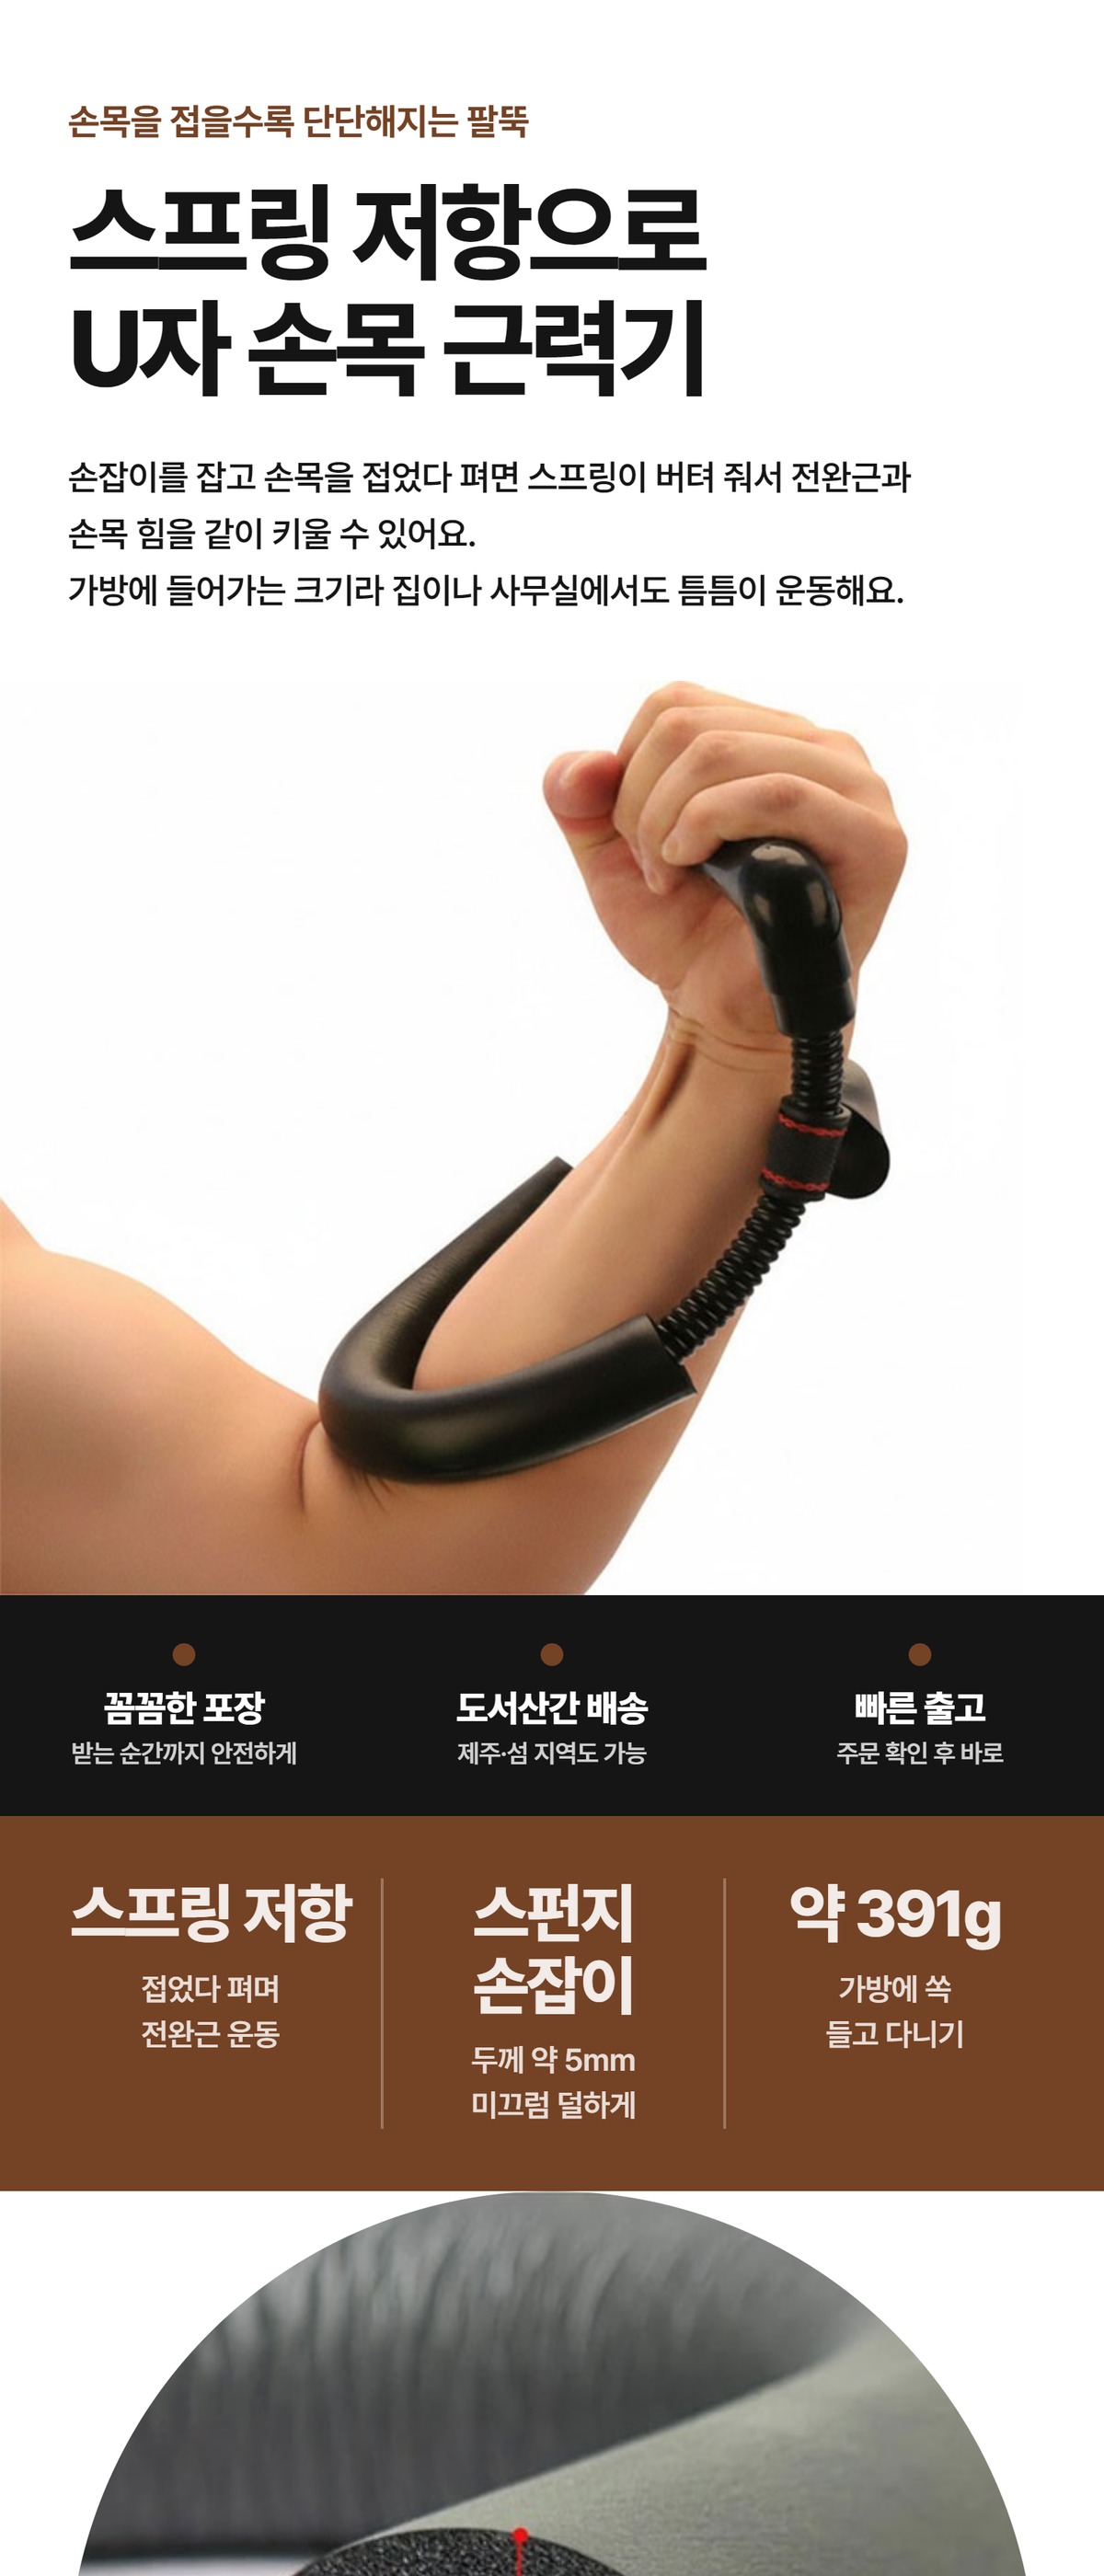 손목을 접을수록 단단해지는 팔뚝
스프링 저항으로
U자 손목 근력기
손잡이를 잡고 손목을 접었다 펴면 스프링이 버텨 줘서 전완근과
손목 힘을 같이 키울 수 있어요.
가방에 들어가는 크기라 집이나 사무실에서도 틈틈이 운동해요.
꼼꼼한 포장
받는 순간까지 안전하게
도서산간 배송
제주·섬 지역도 가능
빠른 출고
주문 확인 후 바로
스프링 저항
접었다 펴며
전완근 운동
스펀지
손잡이
두께 약 5mm
미끄럼 덜하게
약 391g
가방에 쏙
들고 다니기